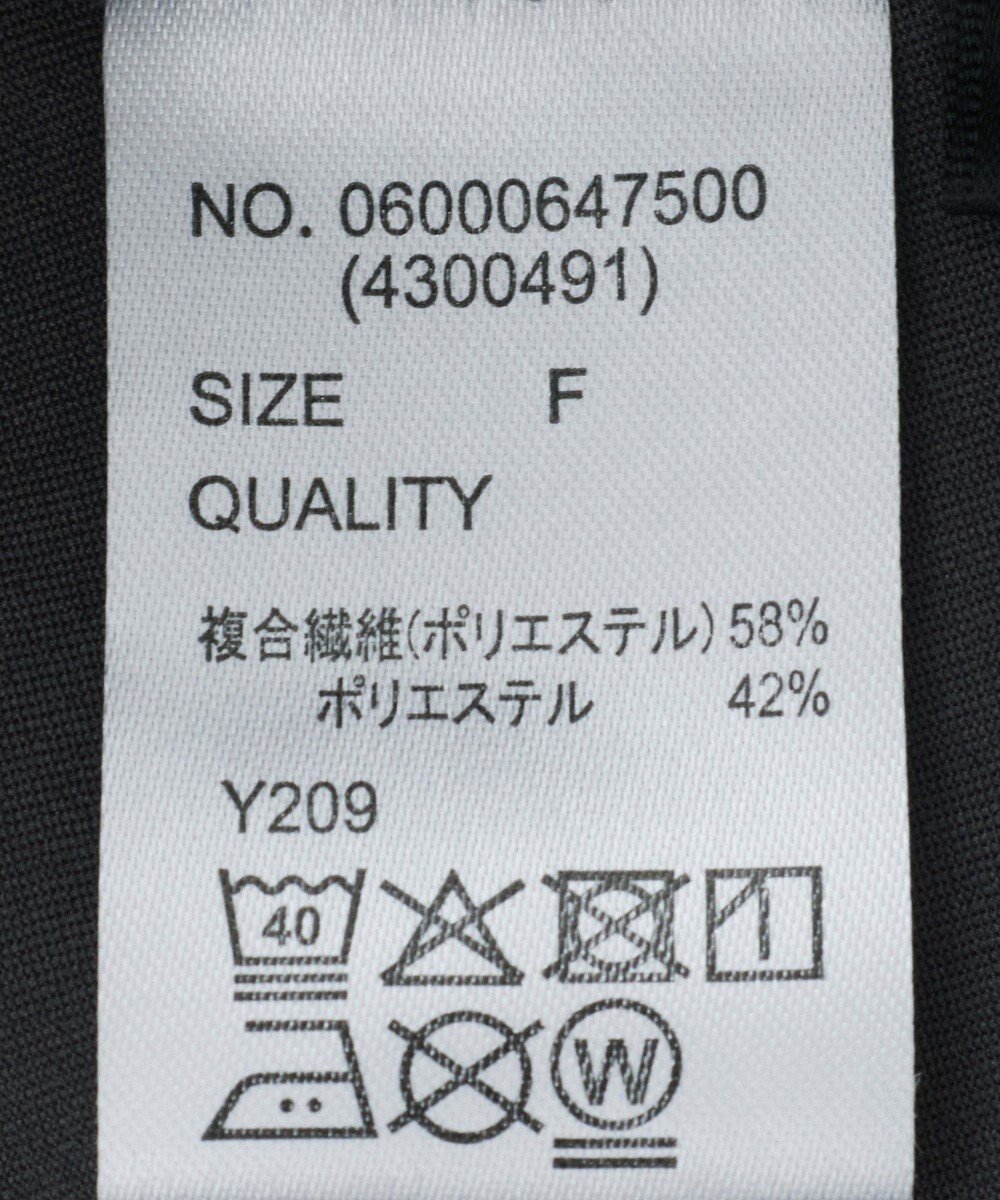 NO. 06000647500
(4300491)
SIZE F
QUALITY
複合繊維(ポリエステル) 58%
ポリエステル 42%
Y209
40
W